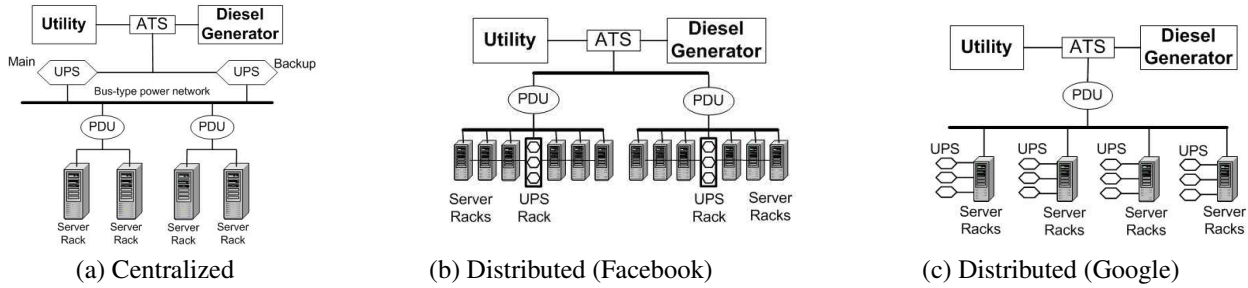 Utility
ATS
Diesel
Generator
Main
UPS
UPS
Backup
Bus-type power network
PDU
PDU
Server
Rack
Server
Rack
Server
Rack
Server
Rack
(a) Centralized
Utility
ATS
Diesel
Generator
PDU
PDU
Server
Racks
UPS
Rack
UPS
Rack
Server
Racks
(b) Distributed (Facebook)
Utility
ATS
Diesel
Generator
PDU
UPS
UPS
UPS
UPS
Server
Racks
Server
Racks
Server
Racks
Server
Racks
(c) Distributed (Google)